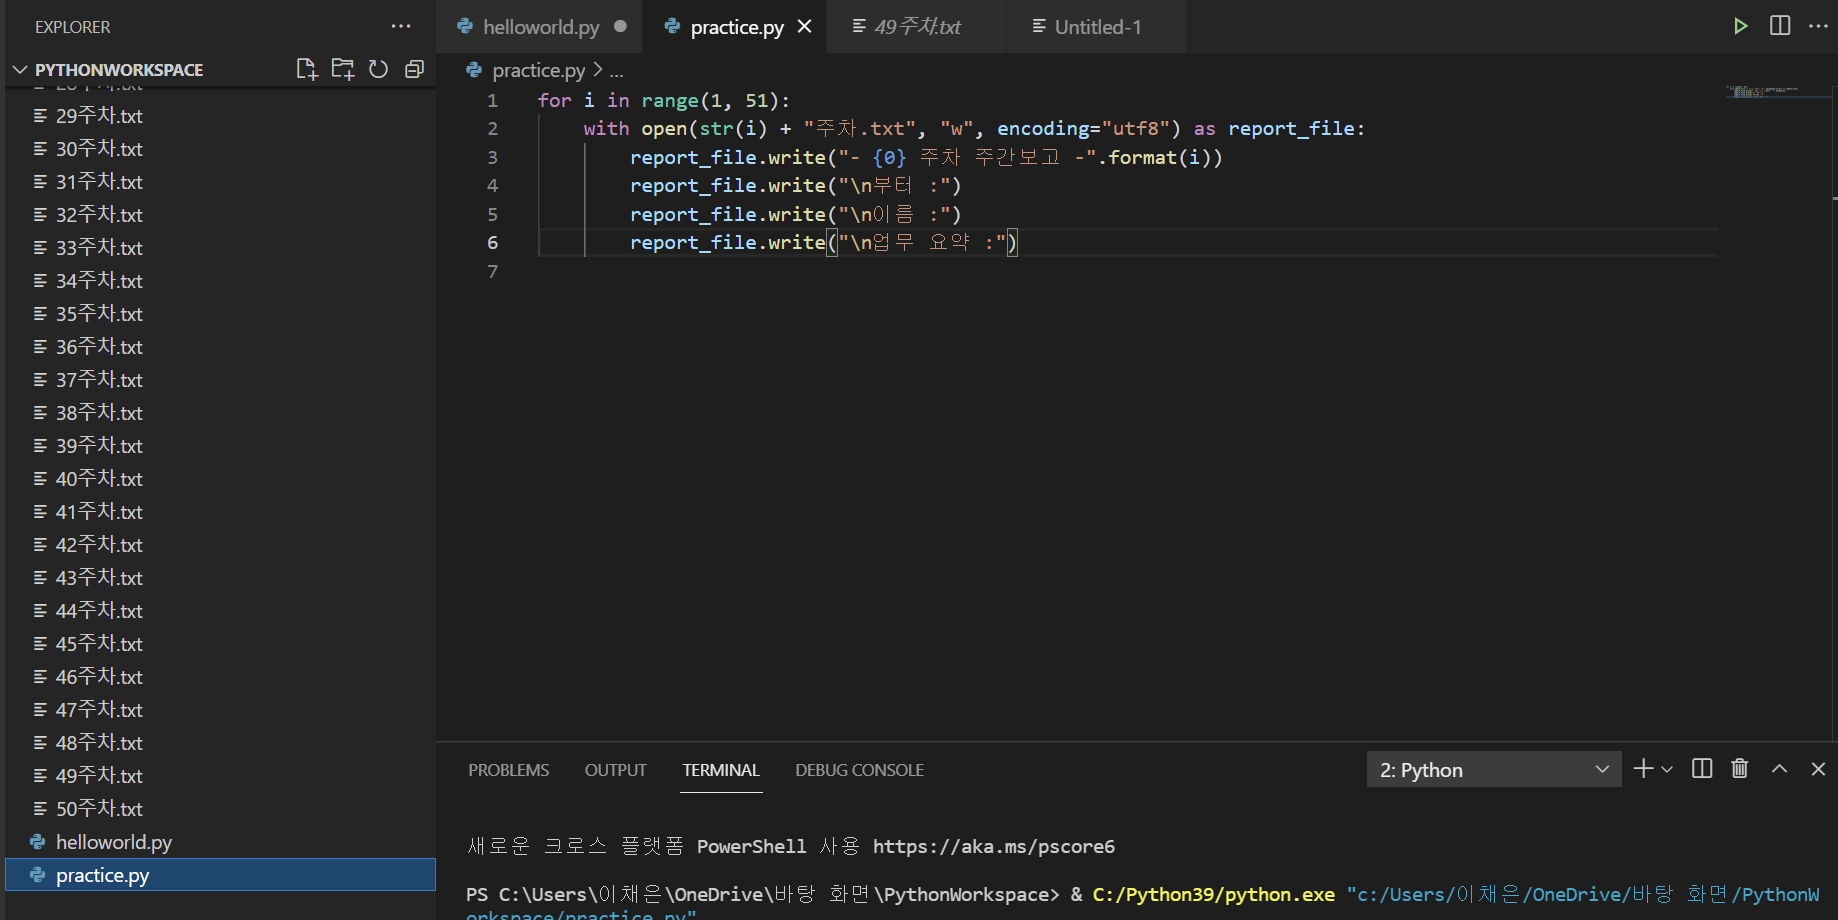 EXPLORER
PYTHONWORKSPACE
29주차.txt
30주차.txt
31주차.txt
32주차.txt
33주차.txt
34주차.txt
35주차.txt
36주차.txt
37주차.txt
38주차.txt
39주차.txt
40주차.txt
41주차.txt
42주차.txt
43주차.txt
44주차.txt
45주차.txt
46주차.txt
47주차.txt
48주차.txt
49주차.txt
50주차.txt
helloworld.py
practice.py
helloworld.py practice.py 49주차.txt Untitled-1
practice.py > ...
1 for i in range(1, 51):
2 with open(str(i) + "주차.txt", "w", encoding="utf8") as report_file:
3 report_file.write("- {0} 주차 주간보고 -".format(i))
4 report_file.write("\n부터 :")
5 report_file.write("\n이름 :")
6 report_file.write("\n업무 요약 :")
7
PROBLEMS OUTPUT TERMINAL DEBUG CONSOLE 2: Python
새로운 크로스 플랫폼 PowerShell 사용 https://aka.ms/pscore6
PS C:\Users\이채은\OneDrive\바탕 화면\PythonWorkspace> & C:/Python39/python.exe "c:/Users/이채은/OneDrive/바탕 화면/PythonW
orkspace/practice.py"